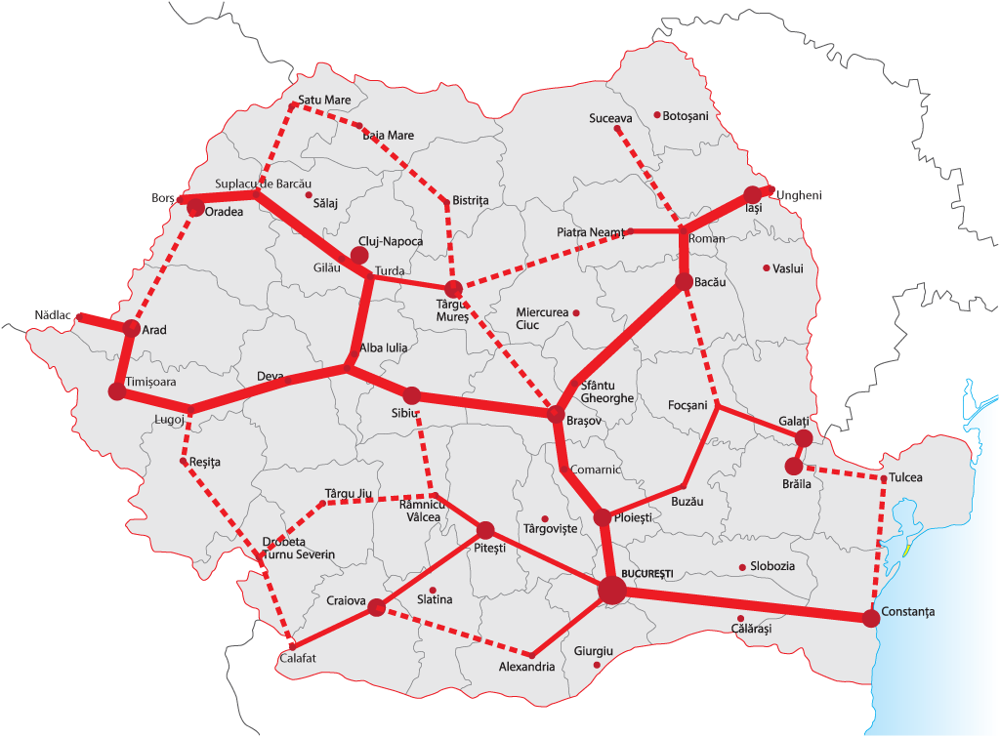 Satu Mare
Suceava
Botoșani
Baia Mare
Suplacu de Barcău
Borș
Oradea
Sălaj
Bistrița
Iași
Ungheni
Piatra Neamț
Roman
Cluj-Napoca
Gilău
Turda
Vaslui
Bacău
Târgu
Mureș
Miercurea
Ciuc
Nădlac
Arad
Alba Iulia
Deva
Timișoara
Sfântu
Gheorghe
Focșani
Lugoj
Sibiu
Brașov
Galați
Reșița
Comarnic
Brăila
Tulcea
Târgu Jiu
Râmnicu
Vâlcea
Buzău
Târgoviște
Ploiești
Drobeta
Turnu Severin
Pitești
Slobozia
BUCUREȘTI
Craiova
Slatina
Constanța
Călărași
Calafat
Alexandria
Giurgiu